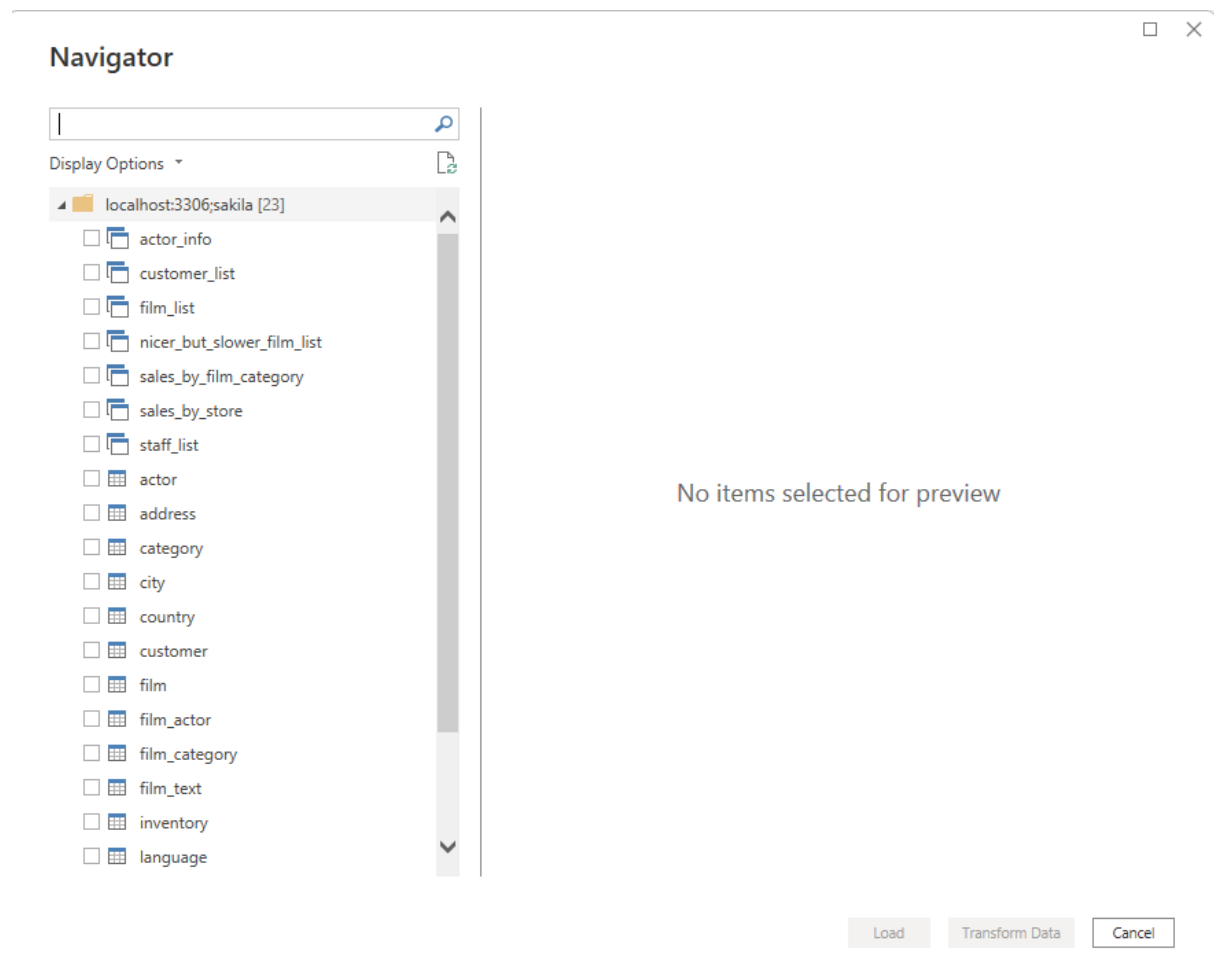 Navigator
Display Options
localhost:3306;sakila [23]
actor_info
customer_list
film_list
nicer_but_slower_film_list
sales_by_film_category
sales_by_store
staff_list
actor
address
category
city
country
customer
film
film_actor
film_category
film_text
inventory
language
No items selected for preview
Load
Transform Data
Cancel